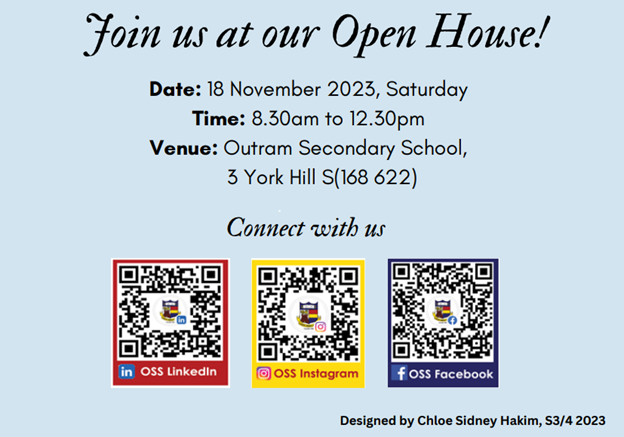 Join us at our Open House!
Date: 18 November 2023, Saturday
Time: 8.30am to 12.30pm
Venue: Outram Secondary School,
3 York Hill S(168 622)
Connect with us
in OSS LinkedIn
OSS Instagram
f OSS Facebook
Designed by Chloe Sidney Hakim, S3/4 2023